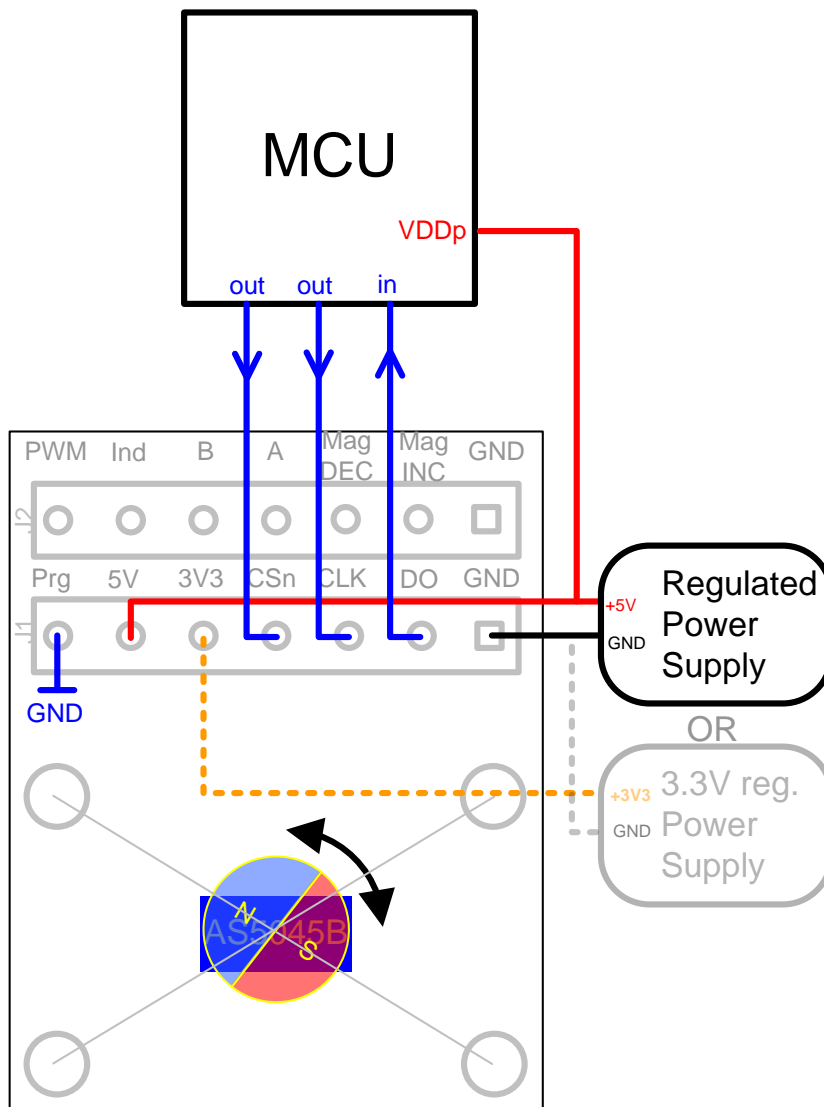 MCU
VDDp
out out in
PWM Ind B A Mag DEC Mag INC GND
J2
Prg 5V 3V3 CSn CLK DO GND
J1
GND
+5V
GND
Regulated
Power
Supply
OR
+3V3
GND
3.3V reg.
Power
Supply
AS5045B
N
S